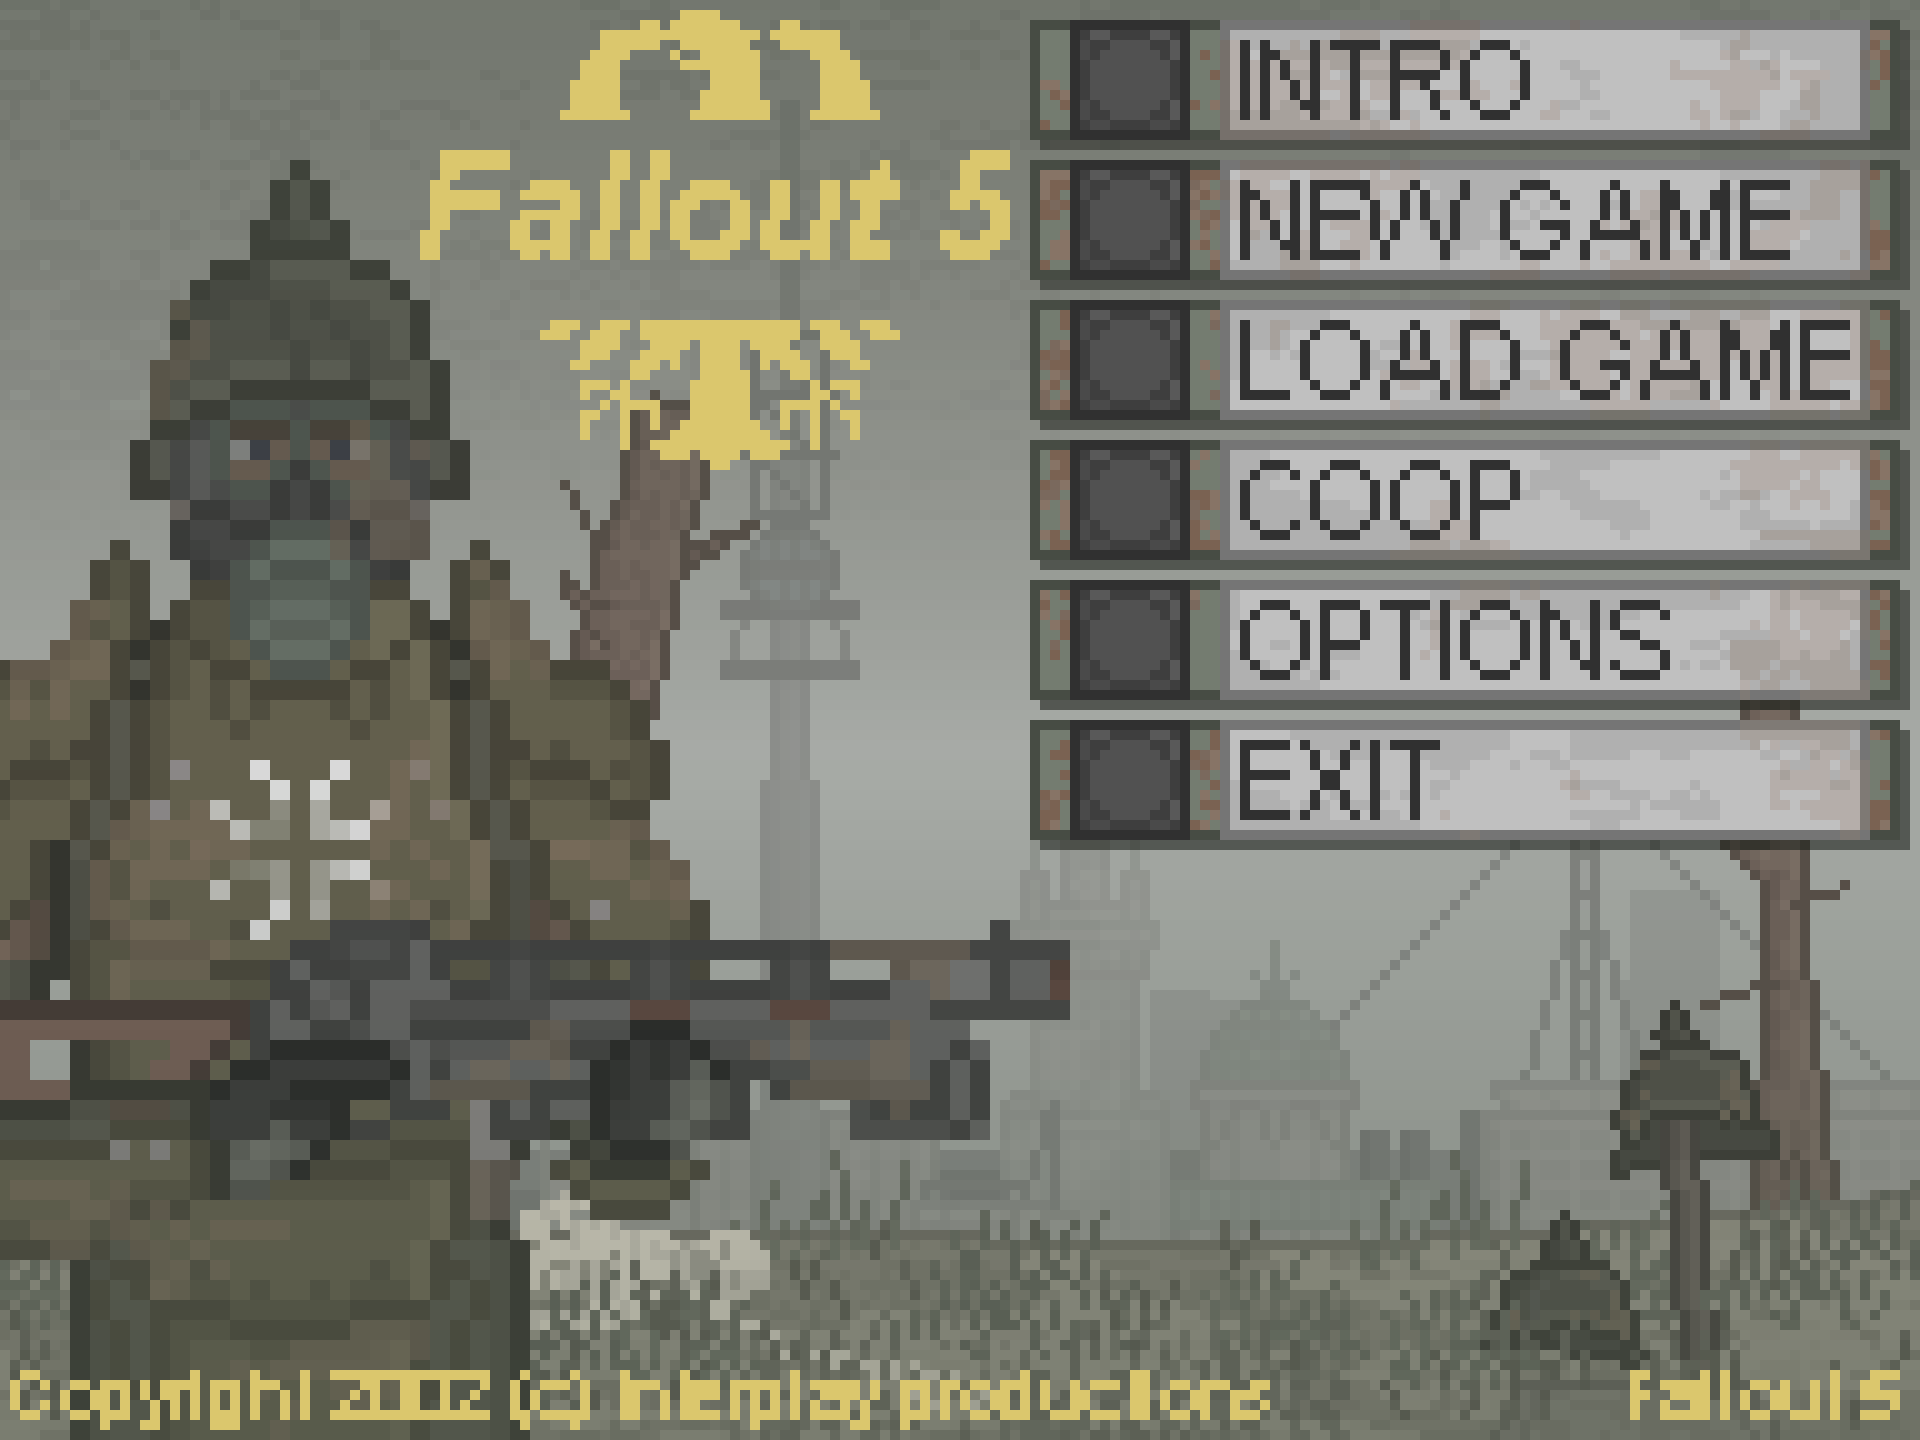 Fallout 5
INTRO
NEW GAME
LOAD GAME
COOP
OPTIONS
EXIT
Copyright 2002 (c) Interplay productions
Fallout 5